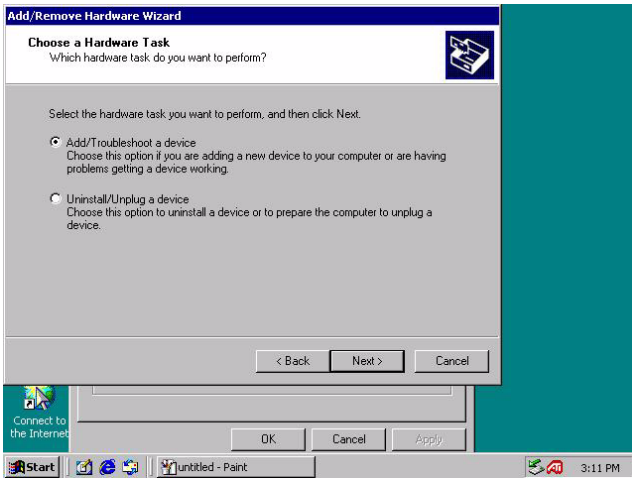 Add/Remove Hardware Wizard
Choose a Hardware Task
Which hardware task do you want to perform?
Select the hardware task you want to perform, and then click Next.
Add/Troubleshoot a device
Choose this option if you are adding a new device to your computer or are having
problems getting a device working.
Uninstall/Unplug a device
Choose this option to uninstall a device or to prepare the computer to unplug a
device.
< Back
Next >
Cancel
Connect to
the Internet
OK
Cancel
Apply
Start
untitled - Paint
3:11 PM